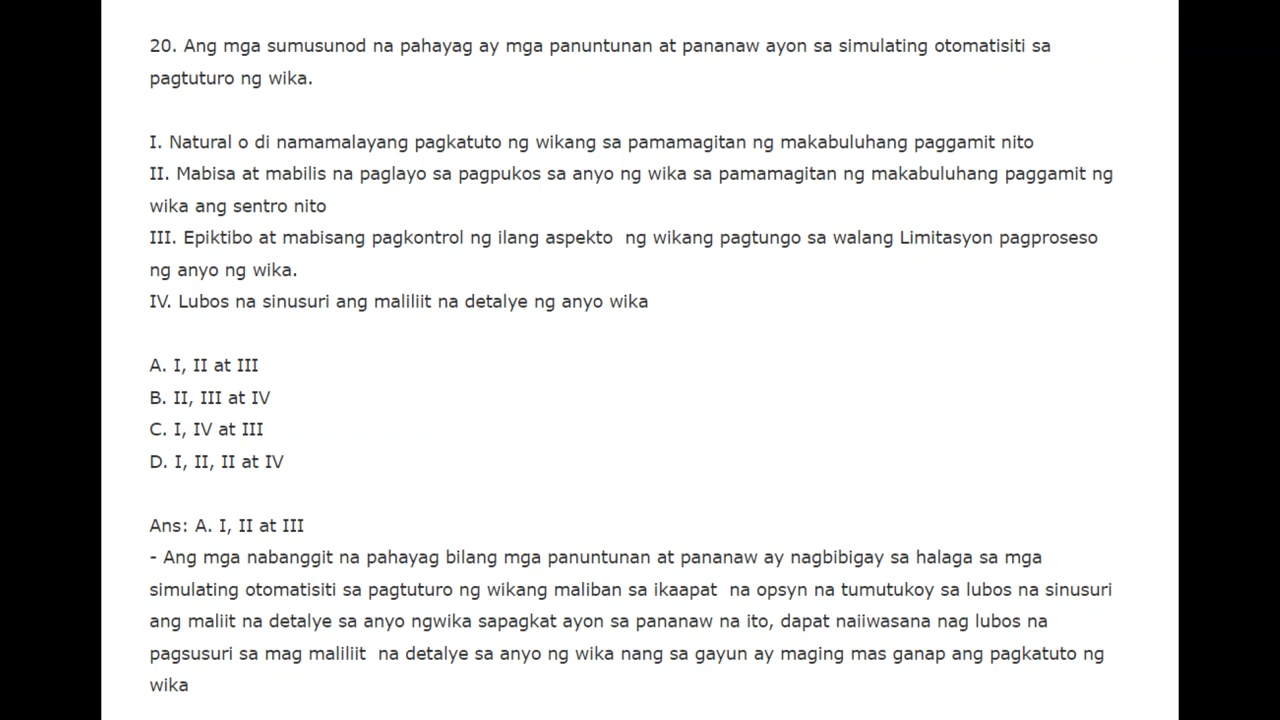 20. Ang mga sumusunod na pahayag ay mga panuntunan at pananaw ayon sa simulating otomatisiti sa
pagtuturo ng wika.
I. Natural o di namamalayang pagkatuto ng wikang sa pamamagitan ng makabuluhang paggamit nito
II. Mabisa at mabilis na paglayo sa pagpukos sa anyo ng wika sa pamamagitan ng makabuluhang paggamit ng
wika ang sentro nito
III. Epiktibo at mabisang pagkontrol ng ilang aspekto  ng wikang pagtungo sa walang Limitasyon pagproseso
ng anyo ng wika.
IV. Lubos na sinusuri ang maliliit na detalye ng anyo wika
A. I, II at III
B. II, III at IV
C. I, IV at III
D. I, II, II at IV
Ans: A. I, II at III
- Ang mga nabanggit na pahayag bilang mga panuntunan at pananaw ay nagbibigay sa halaga sa mga
simulating otomatisiti sa pagtuturo ng wikang maliban sa ikaapat  na opsyn na tumutukoy sa lubos na sinusuri
ang maliit na detalye sa anyo ngwika sapagkat ayon sa pananaw na ito, dapat naiiwasana nag lubos na
pagsusuri sa mag maliliit  na detalye sa anyo ng wika nang sa gayun ay maging mas ganap ang pagkatuto ng
wika